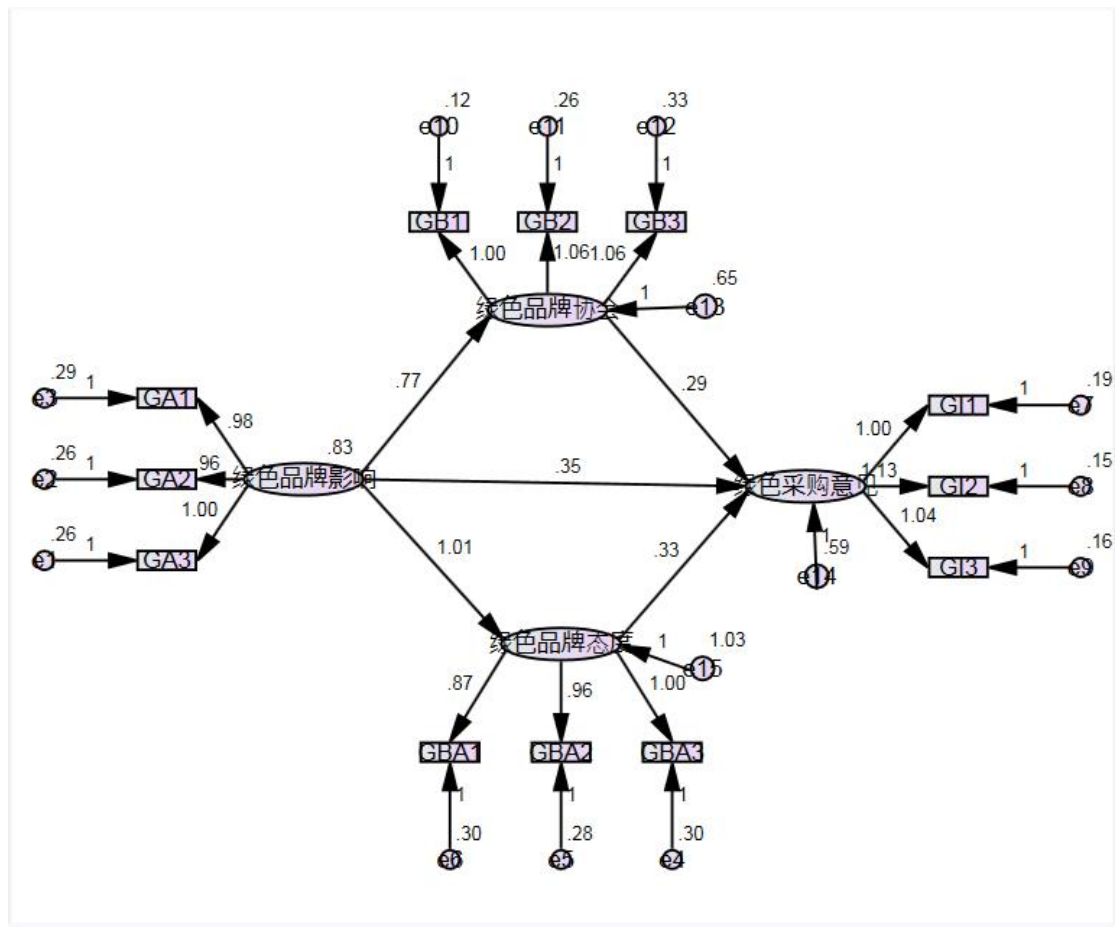 .12 .26 .33
e10 e11 e12
1 1 1
GB1 GB2 GB3
1.00 1.06 1.06
.65
绿色品牌协会 1 e13
.77 .29
.29 1 .19
e3 GA1 GI1 1 e7
.98 1.00
.26 1 .83 .15
e2 GA2 .96 绿色品牌影响 .35 绿色采购意见 1.13 GI2 1 e8
1.00 1.04
.26 1 1 .59 .16
e1 GA3 e14 GI3 1 e9
1.01 .33
绿色品牌态度 1 1.03
e15
.87 .96 1.00
GBA1 GBA2 GBA3
1 1 1
.30 .28 .30
e6 e5 e4